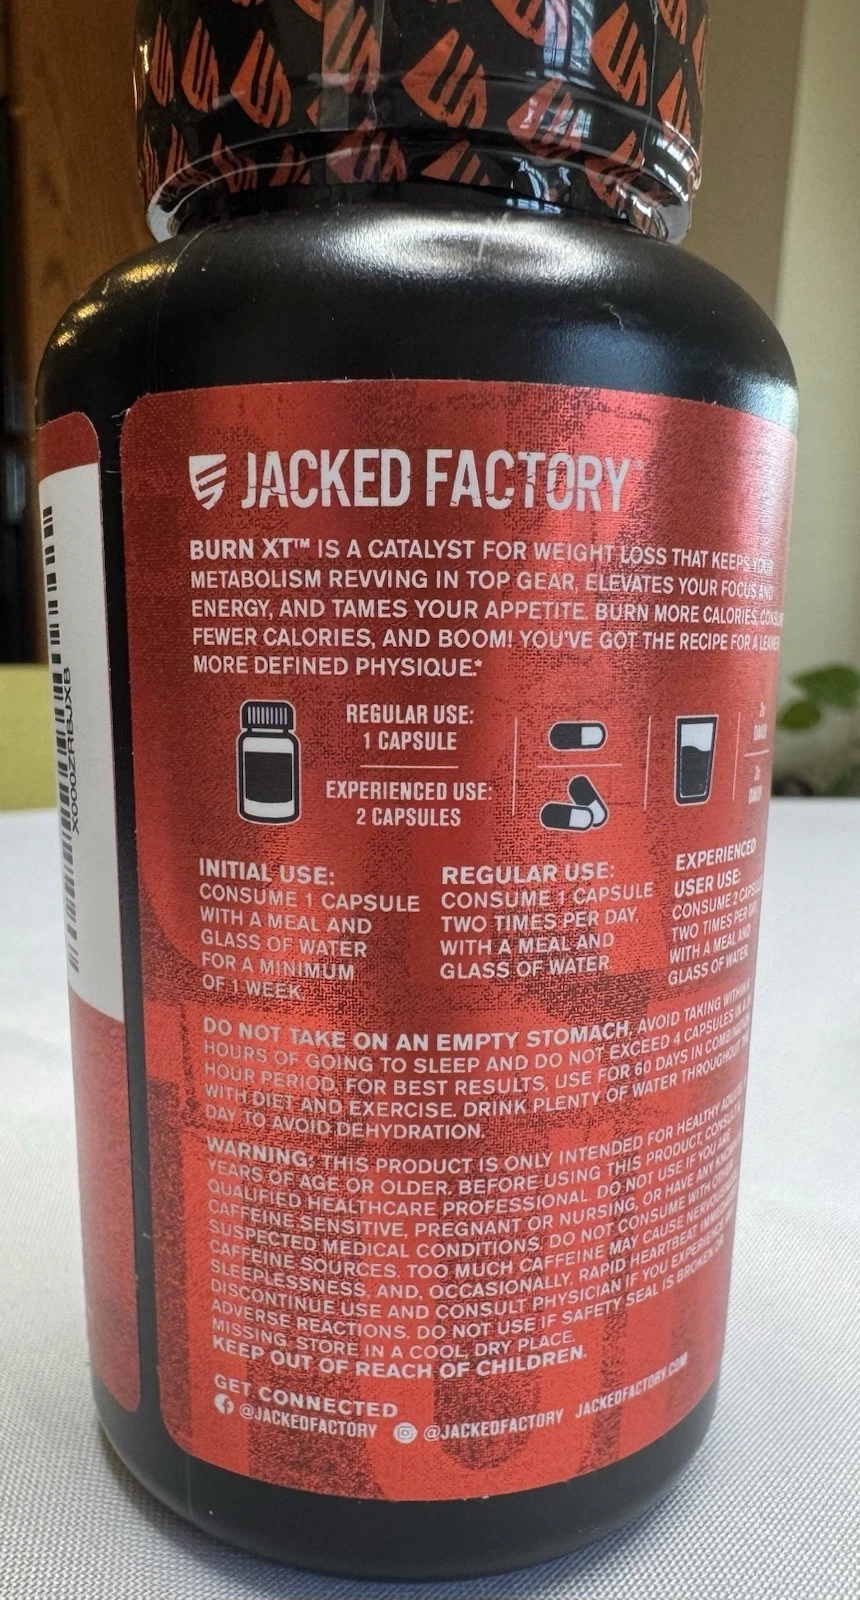 JACKED FACTORY
BURN XT™ IS A CATALYST FOR WEIGHT LOSS THAT KEEPS YOUR
METABOLISM REVVING IN TOP GEAR, ELEVATES YOUR FOCUS AND
ENERGY, AND TAMES YOUR APPETITE. BURN MORE CALORIES,
FEWER CALORIES, AND BOOM! YOU'VE GOT THE RECIPE FOR A LEANER
MORE DEFINED PHYSIQUE.*
REGULAR USE:
1 CAPSULE
EXPERIENCED USE:
2 CAPSULES
2x
DAILY
DAILY
INITIAL USE:
CONSUME 1 CAPSULE
WITH A MEAL AND
GLASS OF WATER
FOR A MINIMUM
OF 1 WEEK.
REGULAR USE:
CONSUME 1 CAPSULE
TWO TIMES PER DAY,
WITH A MEAL AND
GLASS OF WATER.
EXPERIENCED
USER USE:
CONSUME 2
TWO TIMES PER DAY
WITH A MEAL AND
GLASS OF WATER.
DO NOT TAKE ON AN EMPTY STOMACH. AVOID TAKING WITHIN
HOURS OF GOING TO SLEEP AND DO NOT EXCEED 4 CAPSULES IN A
HOUR PERIOD. FOR BEST RESULTS, USE FOR 60 DAYS IN
WITH DIET AND EXERCISE. DRINK PLENTY OF WATER THROUGHOUT
DAY TO AVOID DEHYDRATION.
WARNING: THIS PRODUCT IS ONLY INTENDED FOR HEALTHY
YEARS OF AGE OR OLDER. BEFORE USING THIS PRODUCT, CONSULT
QUALIFIED HEALTHCARE PROFESSIONAL. DO NOT USE IF YOU ARE
CAFFEINE SENSITIVE, PREGNANT OR NURSING, OR HAVE ANY
SUSPECTED MEDICAL CONDITIONS. DO NOT CONSUME WITH OTHER
CAFFEINE SOURCES. TOO MUCH CAFFEINE MAY CAUSE
SLEEPLESSNESS, AND, OCCASIONALLY, RAPID HEARTBEAT.
DISCONTINUE USE AND CONSULT PHYSICIAN IF YOU EXPERIENCE
ADVERSE REACTIONS. DO NOT USE IF SAFETY SEAL IS BROKEN OR
MISSING. STORE IN A COOL, DRY PLACE.
KEEP OUT OF REACH OF CHILDREN.
GET CONNECTED
@JACKEDFACTORY @JACKEDFACTORY JACKEDFACTORY.COM
X000ZRBJXB